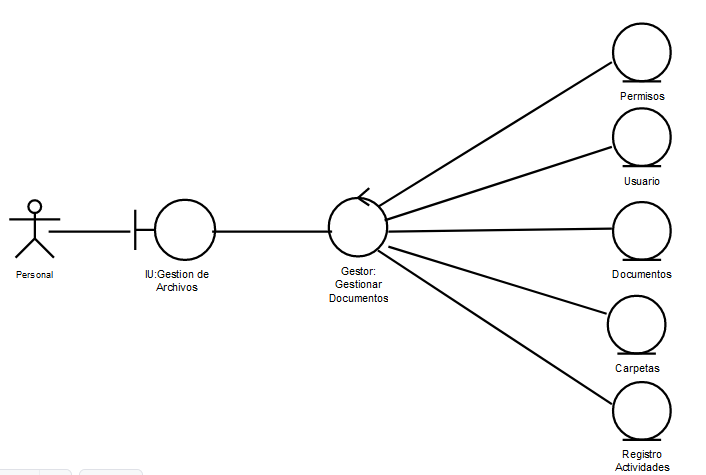 Permisos
Usuario
Personal
IU:Gestion de
Archivos
Gestor:
Gestionar
Documentos
Documentos
Carpetas
Registro
Actividades